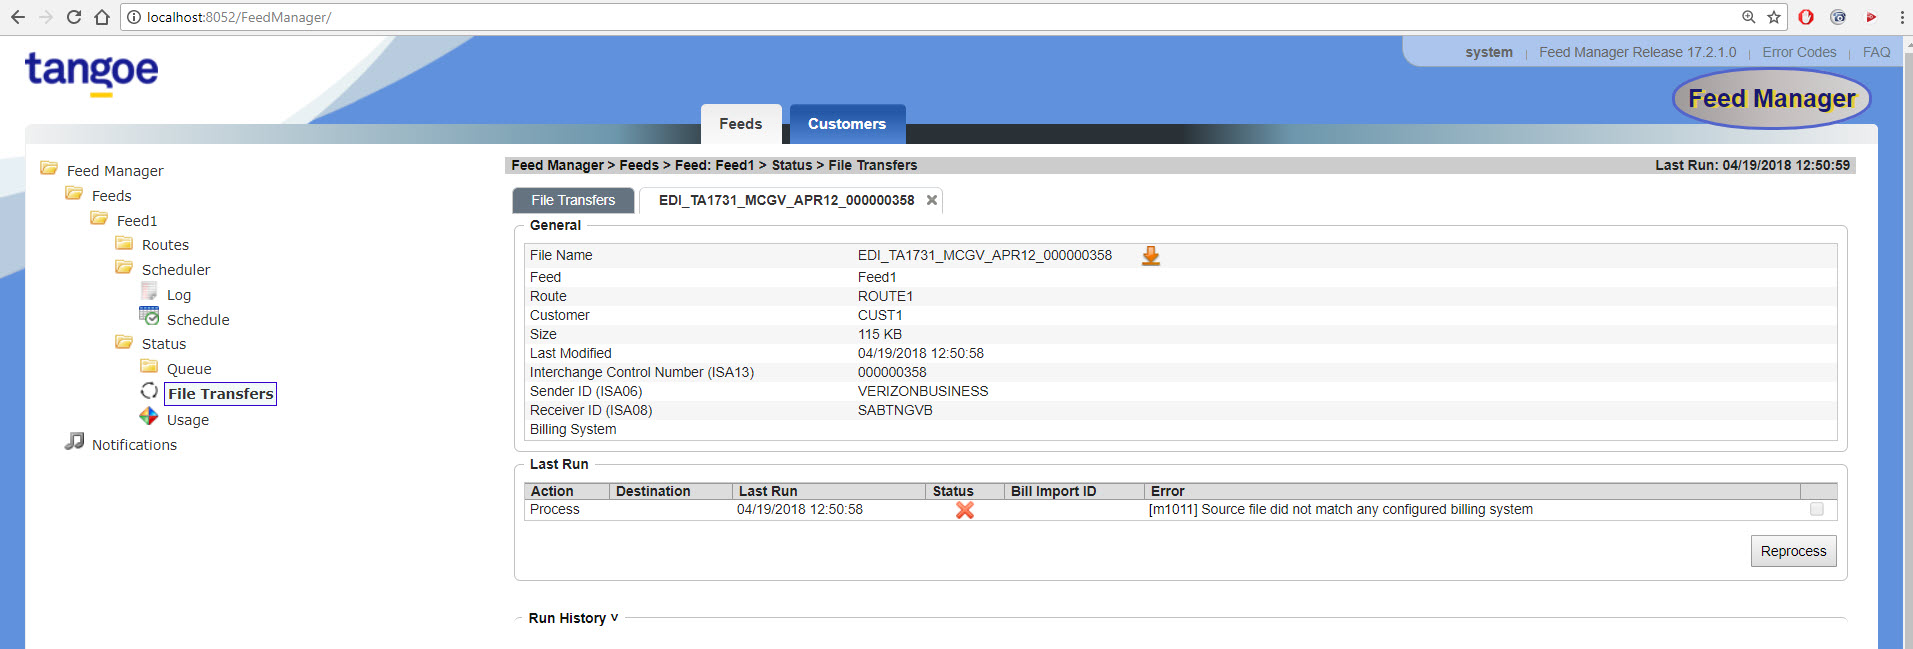 localhost:8052/FeedManager/
tangoe
system | Feed Manager Release 17.2.1.0 | Error Codes | FAQ
Feed Manager
Feeds Customers
Feed Manager
Feeds
Feed1
Routes
Scheduler
Log
Schedule
Status
Queue
File Transfers
Usage
Notifications
Feed Manager > Feeds > Feed: Feed1 > Status > File Transfers Last Run: 04/19/2018 12:50:59
File Transfers EDI_TA1731_MCGV_APR12_000000358
General
File Name EDI_TA1731_MCGV_APR12_000000358
Feed Feed1
Route ROUTE1
Customer CUST1
Size 115 KB
Last Modified 04/19/2018 12:50:58
Interchange Control Number (ISA13) 000000358
Sender ID (ISA06) VERIZONBUSINESS
Receiver ID (ISA08) SABTNGVB
Billing System
Last Run
Action Destination Last Run Status Bill Import ID Error
Process 04/19/2018 12:50:58 [m1011] Source file did not match any configured billing system
Reprocess
Run History v